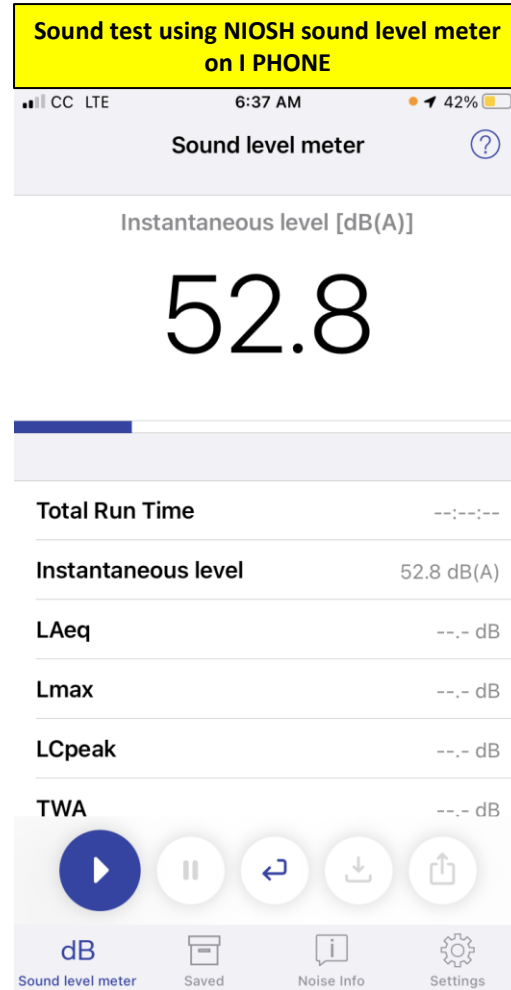 Sound test using NIOSH sound level meter
on I PHONE
CC LTE 6:37 AM 42%
Sound level meter ?
Instantaneous level [dB(A)]
52.8
Total Run Time --:--:--
Instantaneous level 52.8 dB(A)
LAeq --.- dB
Lmax --.- dB
LCpeak --.- dB
TWA --.- dB
dB
Sound level meter Saved Noise Info Settings